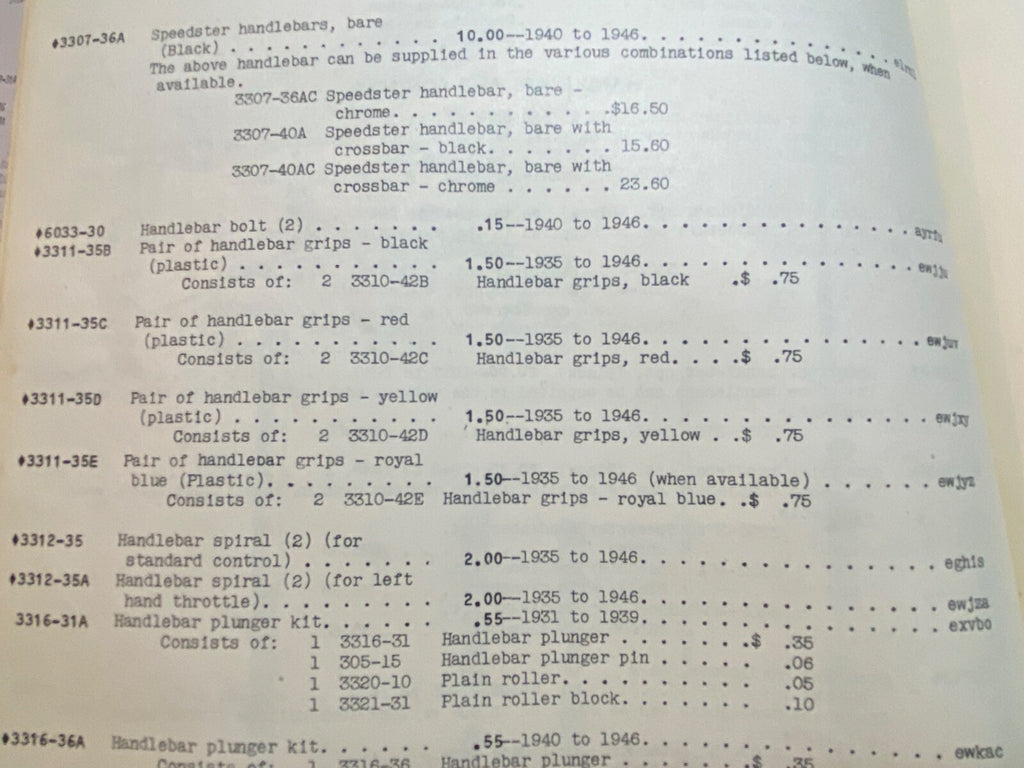 ♦3307-36A Speedster handlebars, bare
(Black) . . . . . . . . . . . 10.00--1940 to 1946. . . . . . . . . . . .
The above handlebar can be supplied in the various combinations listed below, when
available.
3307-36AC Speedster handlebar, bare -
chrome. . . . . . . . . . . .$16.50
3307-40A Speedster handlebar, bare with
crossbar - black. . . . . . . 15.60
3307-40AC Speedster handlebar, bare with
crossbar - chrome . . . . . . 23.60
♦6033-30 Handlebar bolt (2) . . . . . . . .15--1940 to 1946. . . . . . . . . . . . . .
♦3311-35B Pair of handlebar grips - black
(plastic) . . . . . . . . . . 1.50--1935 to 1946. . . . . . . . . . . . . . ewjju
Consists of: 2 3310-42B Handlebar grips, black .$ .75
♦3311-35C Pair of handlebar grips - red
(plastic) . . . . . . . . . . 1.50--1935 to 1946. . . . . . . . . . . . . . ewjuv
Consists of: 2 3310-42C Handlebar grips, red. . . .$ .75
♦3311-35D Pair of handlebar grips - yellow
(plastic) . . . . . . . . . . 1.50--1935 to 1946. . . . . . . . . . . . . . ewjxy
Consists of: 2 3310-42D Handlebar grips, yellow . .$ .75
♦3311-35E Pair of handlebar grips - royal
blue (Plastic). . . . . . . . 1.50--1935 to 1946 (when available) . . . . . . ewjyz
Consists of: 2 3310-42E Handlebar grips - royal blue. .$ .75
♦3312-35 Handlebar spiral (2) (for
standard control) . . . . . . . 2.00--1935 to 1946. . . . . . . . . . . . . . . eghis
♦3312-35A Handlebar spiral (2) (for left
hand throttle). . . . . . . . . 2.00--1935 to 1946. . . . . . . . . . . . . . . ewjza
3316-31A Handlebar plunger kit. . . . . . .55--1931 to 1939. . . . . . . . . . . . . . . exvbo
Consists of: 1 3316-31 Handlebar plunger . . . . . . .$ .35
1 305-15 Handlebar plunger pin . . . . . .06
1 3320-10 Plain roller. . . . . . . . . .05
1 3321-31 Plain roller block. . . . . . . .10
♦3316-36A Handlebar plunger kit. . . . . . .55--1940 to 1946. . . . . . . . . . . . . . . ewkac
Consists of: 1 3316-36 Handlebar plunger . . . . . . .$ .35